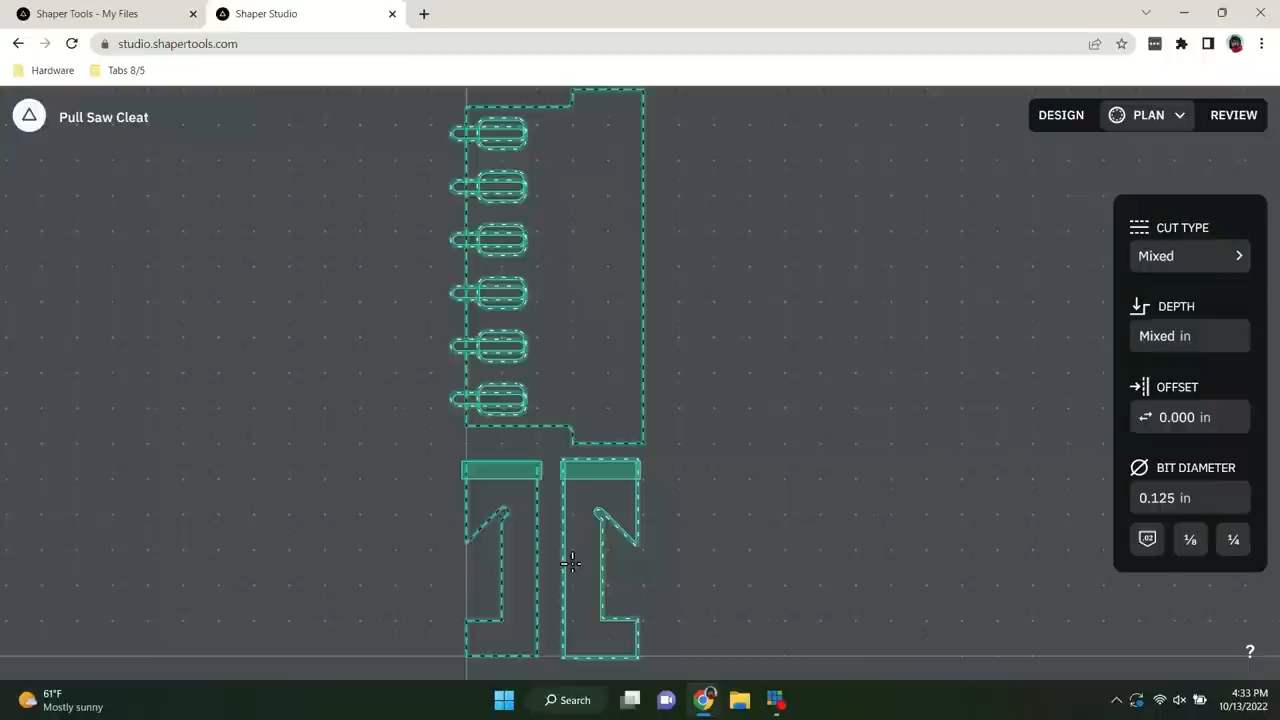 Shaper Tools - My Files
Shaper Studio
studio.shapertools.com
Hardware
Tabs 8/5
Pull Saw Cleat
DESIGN
PLAN
REVIEW
CUT TYPE
Mixed
DEPTH
Mixed in
OFFSET
0.000 in
BIT DIAMETER
0.125 in
.02
⅛
¼
?
61°F
Mostly sunny
Search
4:33 PM
10/13/2022